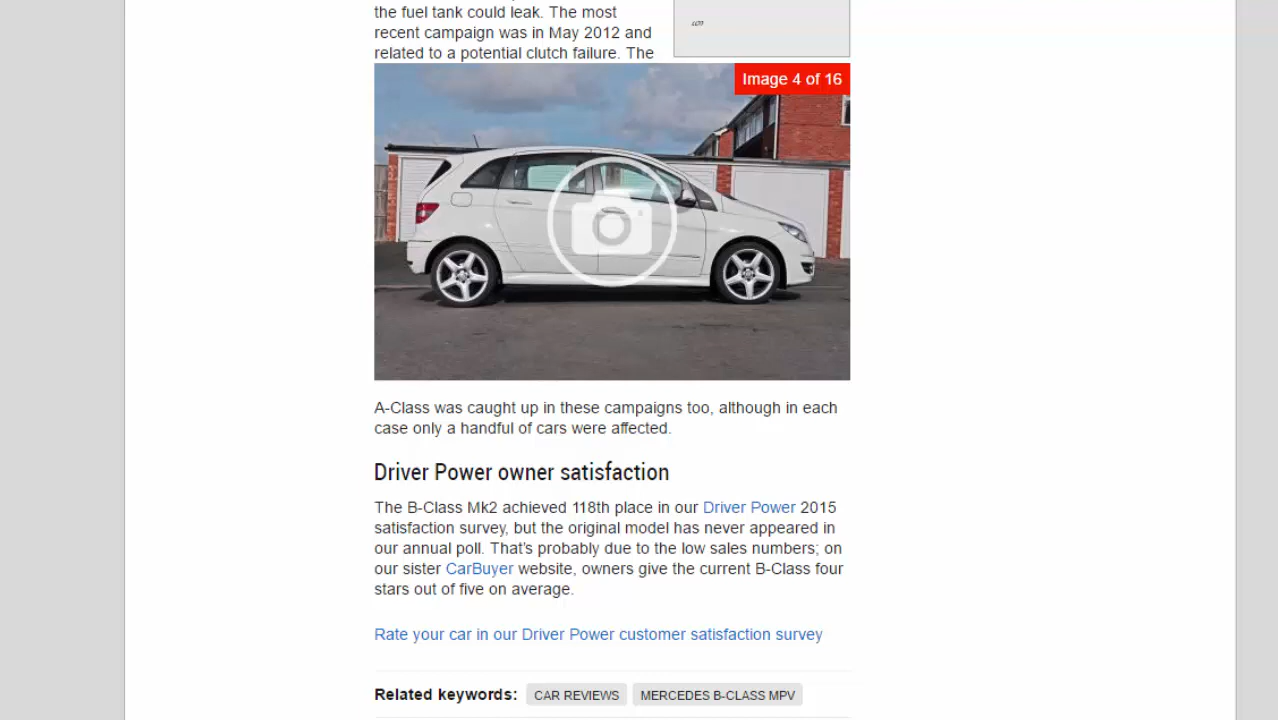 the fuel tank could leak. The most
recent campaign was in May 2012 and
related to a potential clutch failure. The
Image 4 of 16
A-Class was caught up in these campaigns too, although in each
case only a handful of cars were affected.
Driver Power owner satisfaction
The B-Class Mk2 achieved 118th place in our Driver Power 2015
satisfaction survey, but the original model has never appeared in
our annual poll. That's probably due to the low sales numbers; on
our sister CarBuyer website, owners give the current B-Class four
stars out of five on average.
Rate your car in our Driver Power customer satisfaction survey
Related keywords: CAR REVIEWS MERCEDES B-CLASS MPV